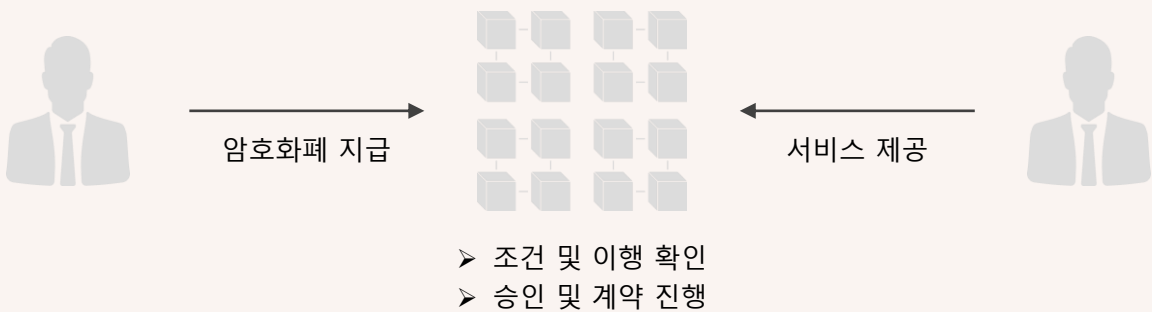 암호화폐 지급
서비스 제공
➢ 조건 및 이행 확인
➢ 승인 및 계약 진행